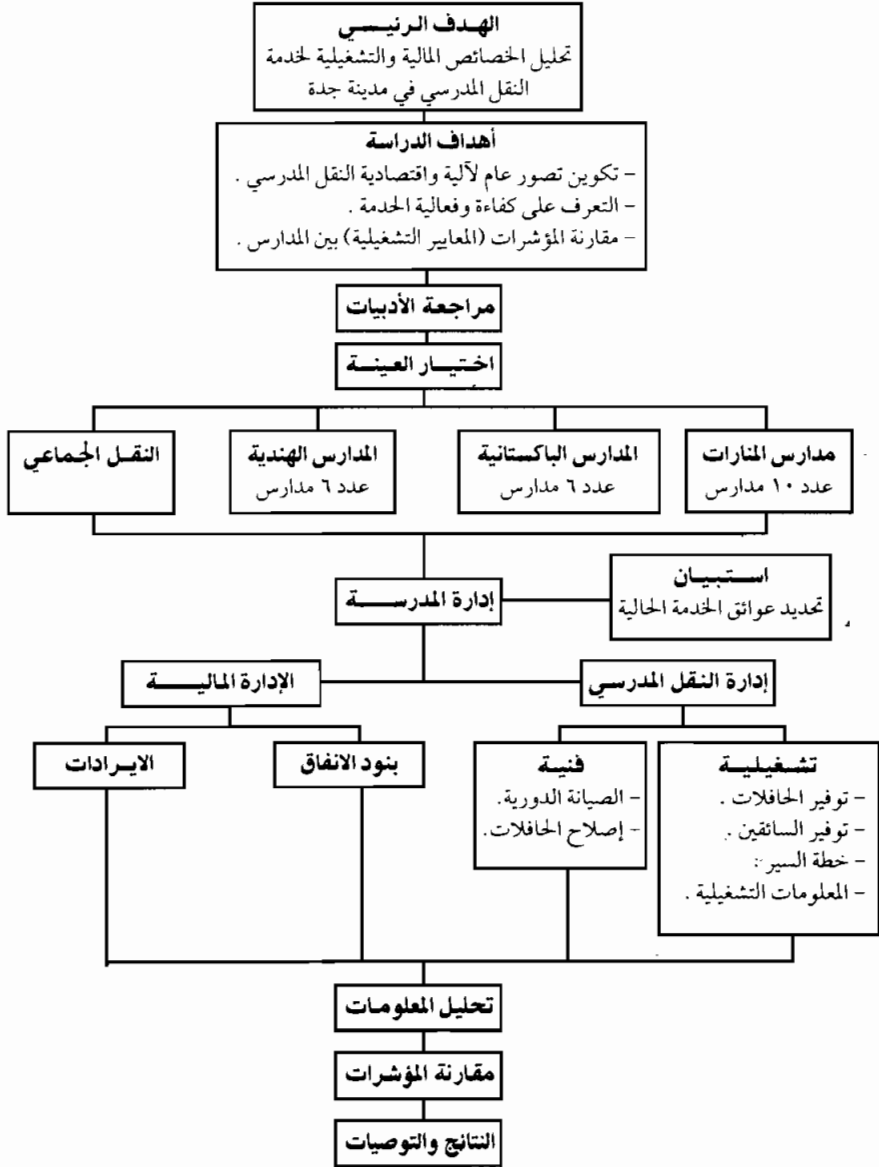 الهدف الرئيسي
تحليل الخصائص المالية والتشغيلية لخدمة
النقل المدرسي في مدينة جدة
أهداف الدراسة
– تكوين تصور عام لآلية واقتصادية النقل المدرسي .
– التعرف على كفاءة وفعالية الخدمة .
– مقارنة المؤشرات (المعايير التشغيلية) بين المدارس .
مراجعة الأدبيات
اختيار العينة
مدارس المنارات
عدد ١٠ مدارس
المدارس الباكستانية
عدد ٦ مدارس
المدارس الهندية
عدد ٦ مدارس
النقل الجماعي
استبيان
تحديد عوائق الخدمة الحالية
إدارة المدرسة
إدارة النقل المدرسي
الإدارة المالية
تشغيلية
– توفير الحافلات .
– توفير السائقين .
– خطة السير :
– المعلومات التشغيلية .
فنية
– الصيانة الدورية.
– إصلاح الحافلات.
بنود الانفاق
الايرادات
تحليل المعلومات
مقارنة المؤشرات
النتائج والتوصيات